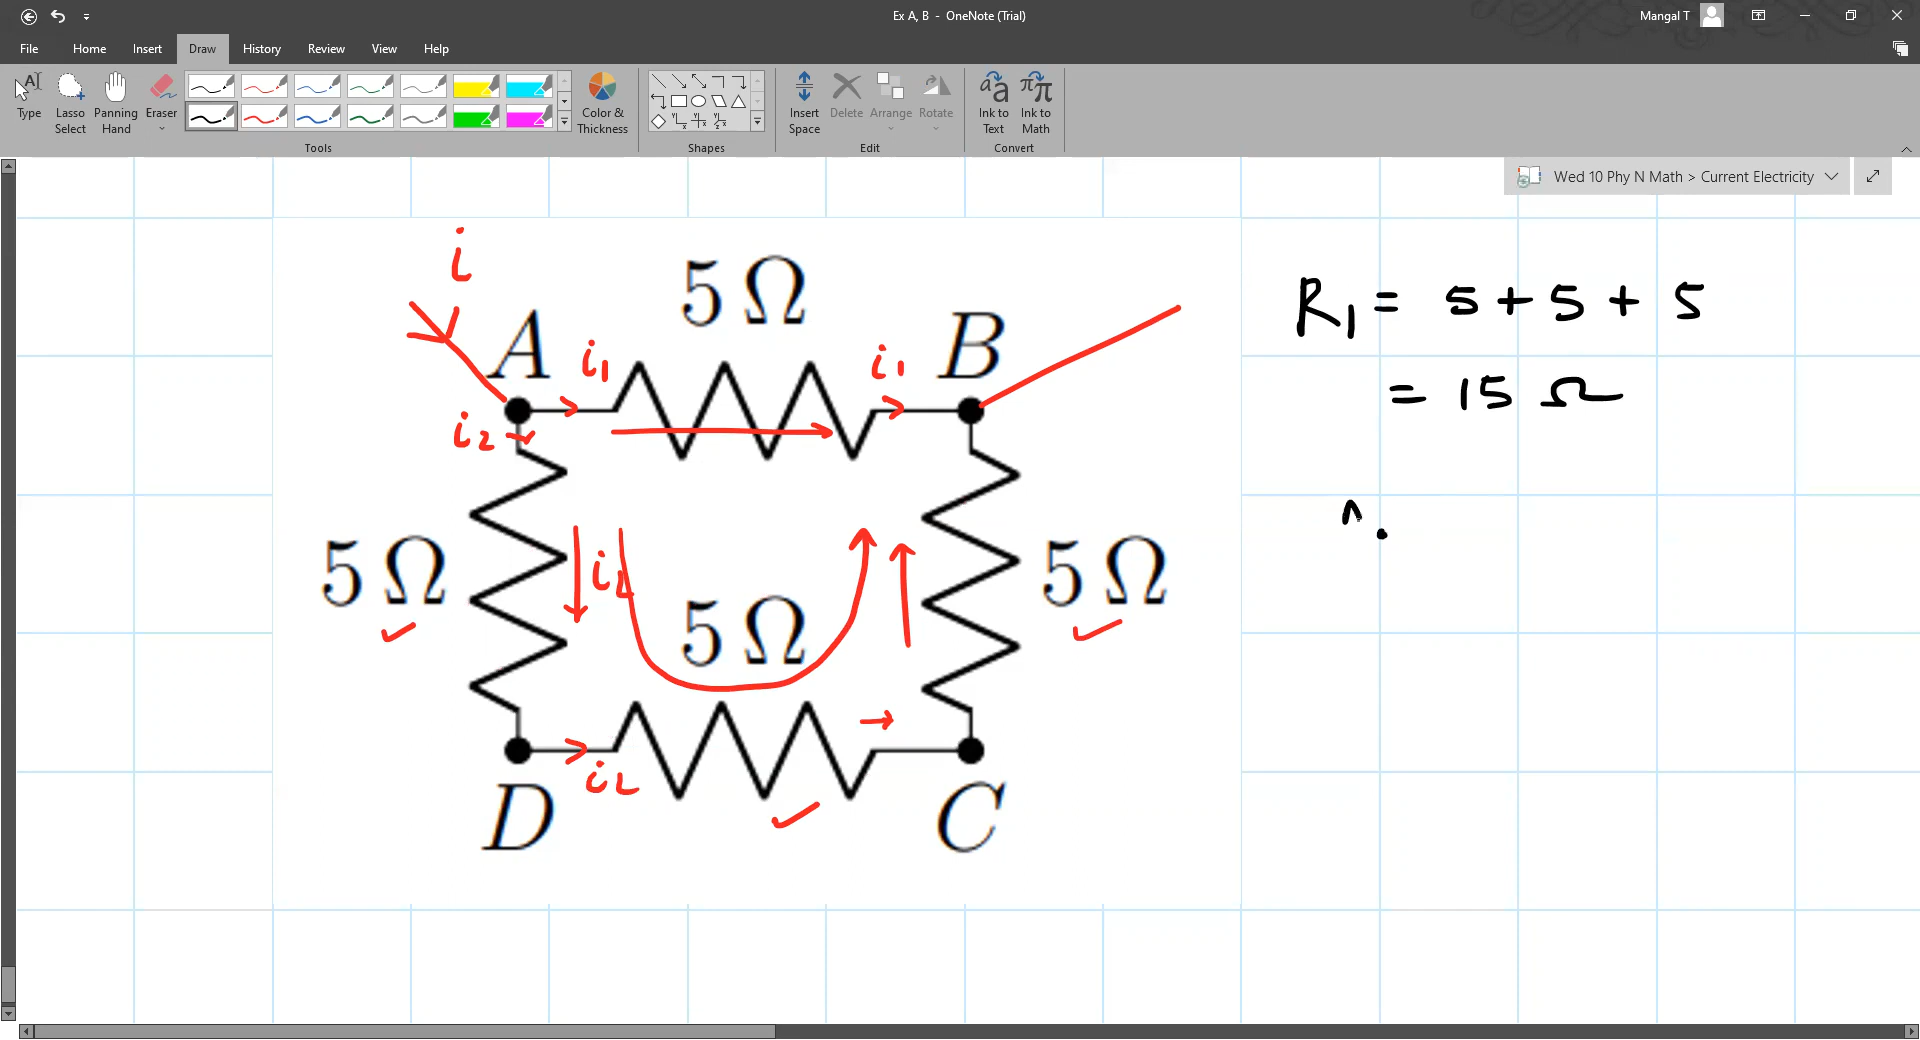 Ex A, B - OneNote (Trial)
Mangal T
File Home Insert Draw History Review View Help
Type
Lasso Select
Panning Hand
Eraser
Color & Thickness
Insert Space
Delete
Arrange
Rotate
Ink to Text
Ink to Math
Tools
Shapes
Edit
Convert
Wed 10 Phy N Math > Current Electricity
i
5 Ω
A
i₁
i₁
B
i₂
5 Ω
i₂
5 Ω
5 Ω
D
i₂
C
R₁ = 5 + 5 + 5
= 15 Ω